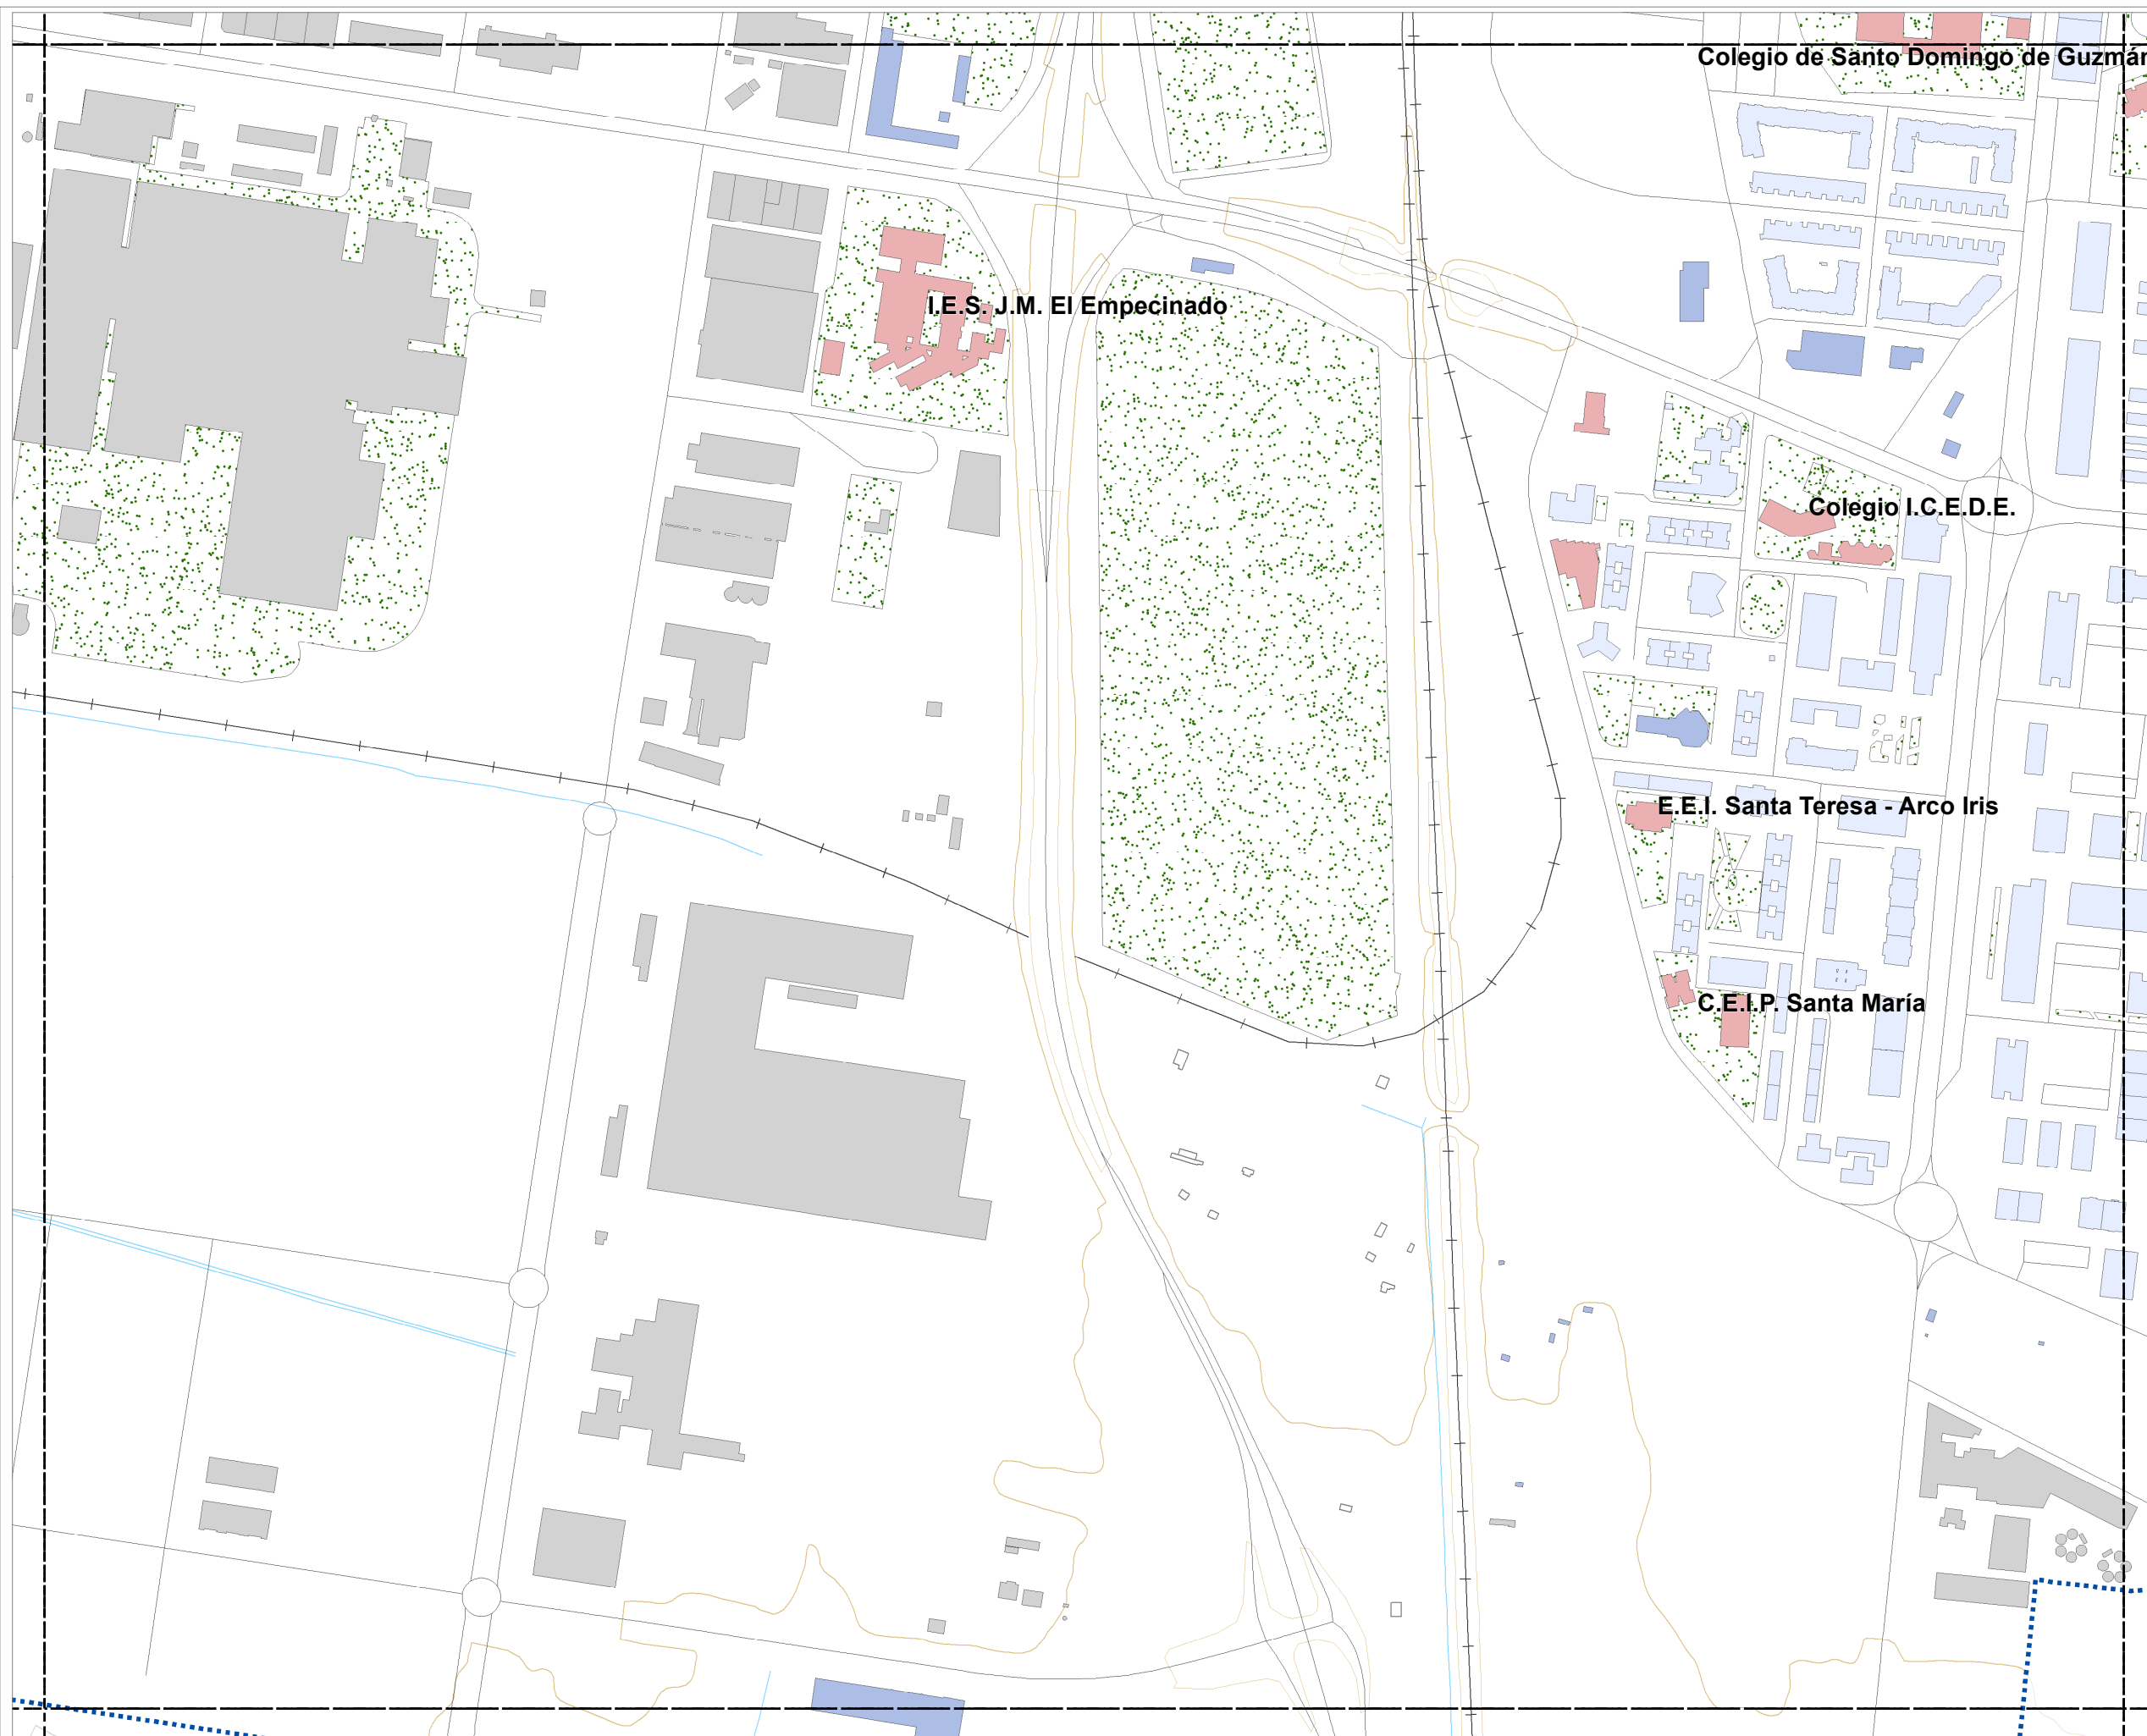 Colegio de Santo Domingo de Guzmán
I.E.S. J.M. El Empecinado
Colegio I.C.E.D.E.
E.E.I. Santa Teresa - Arco Iris
C.E.I.P. Santa María